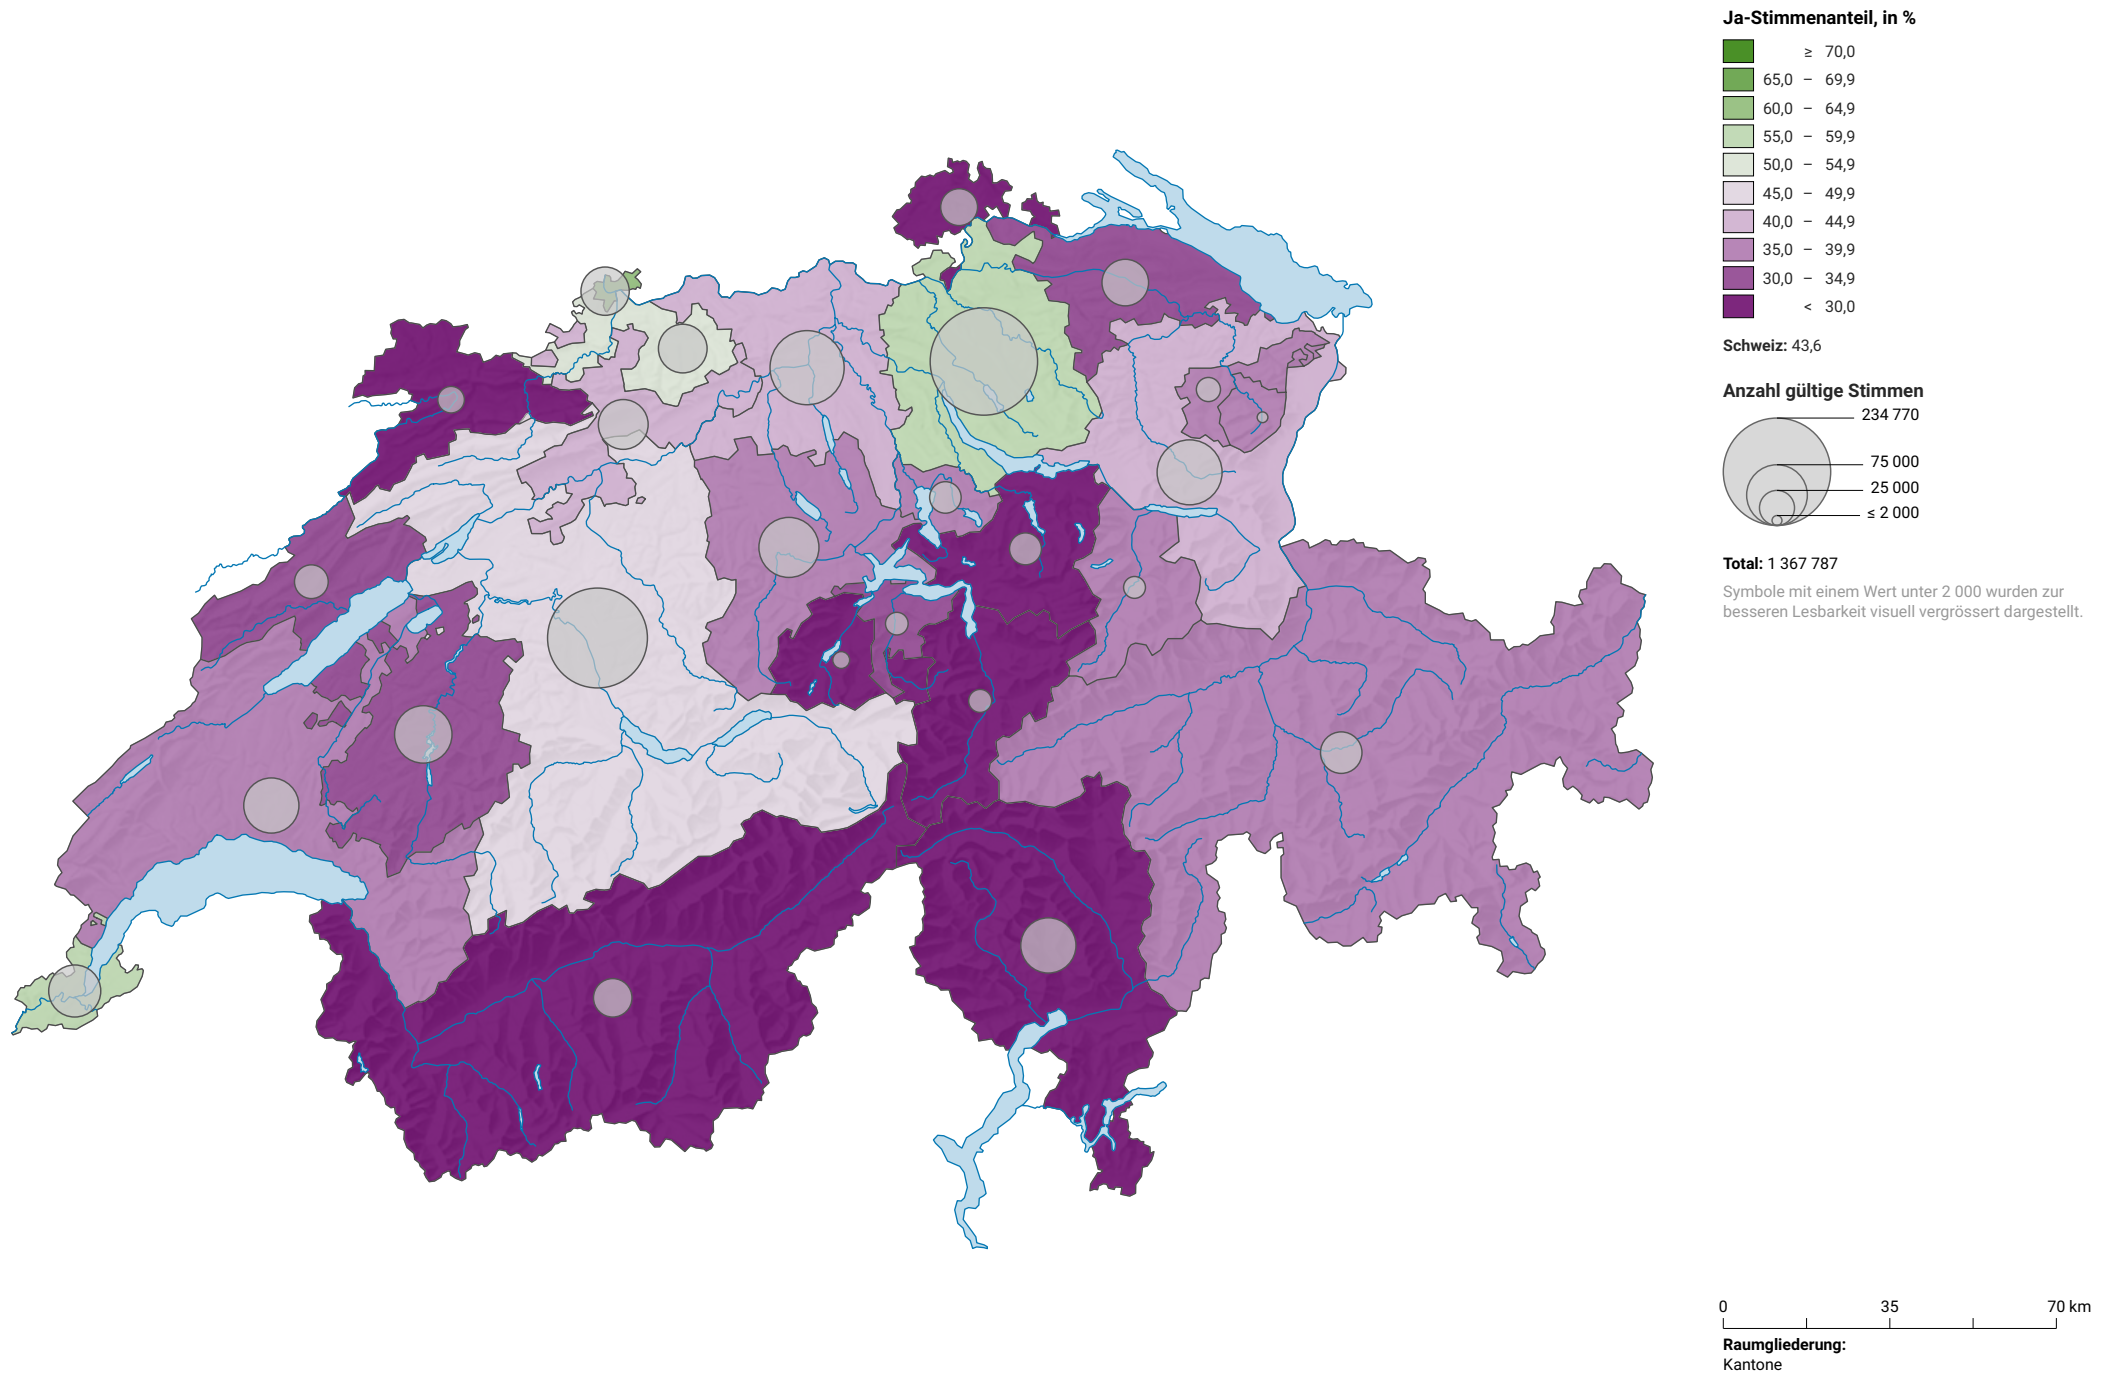 Ja-Stimmenanteil, in %
≥ 70,0
65,0 – 69,9
60,0 – 64,9
55,0 – 59,9
50,0 – 54,9
45,0 – 49,9
40,0 – 44,9
35,0 – 39,9
30,0 – 34,9
< 30,0
Schweiz: 43,6
Anzahl gültige Stimmen
234 770
75 000
25 000
≤ 2 000
Total: 1 367 787
Symbole mit einem Wert unter 2 000 wurden zur
besseren Lesbarkeit visuell vergrössert dargestellt.
0 35 70 km
Raumgliederung:
Kantone